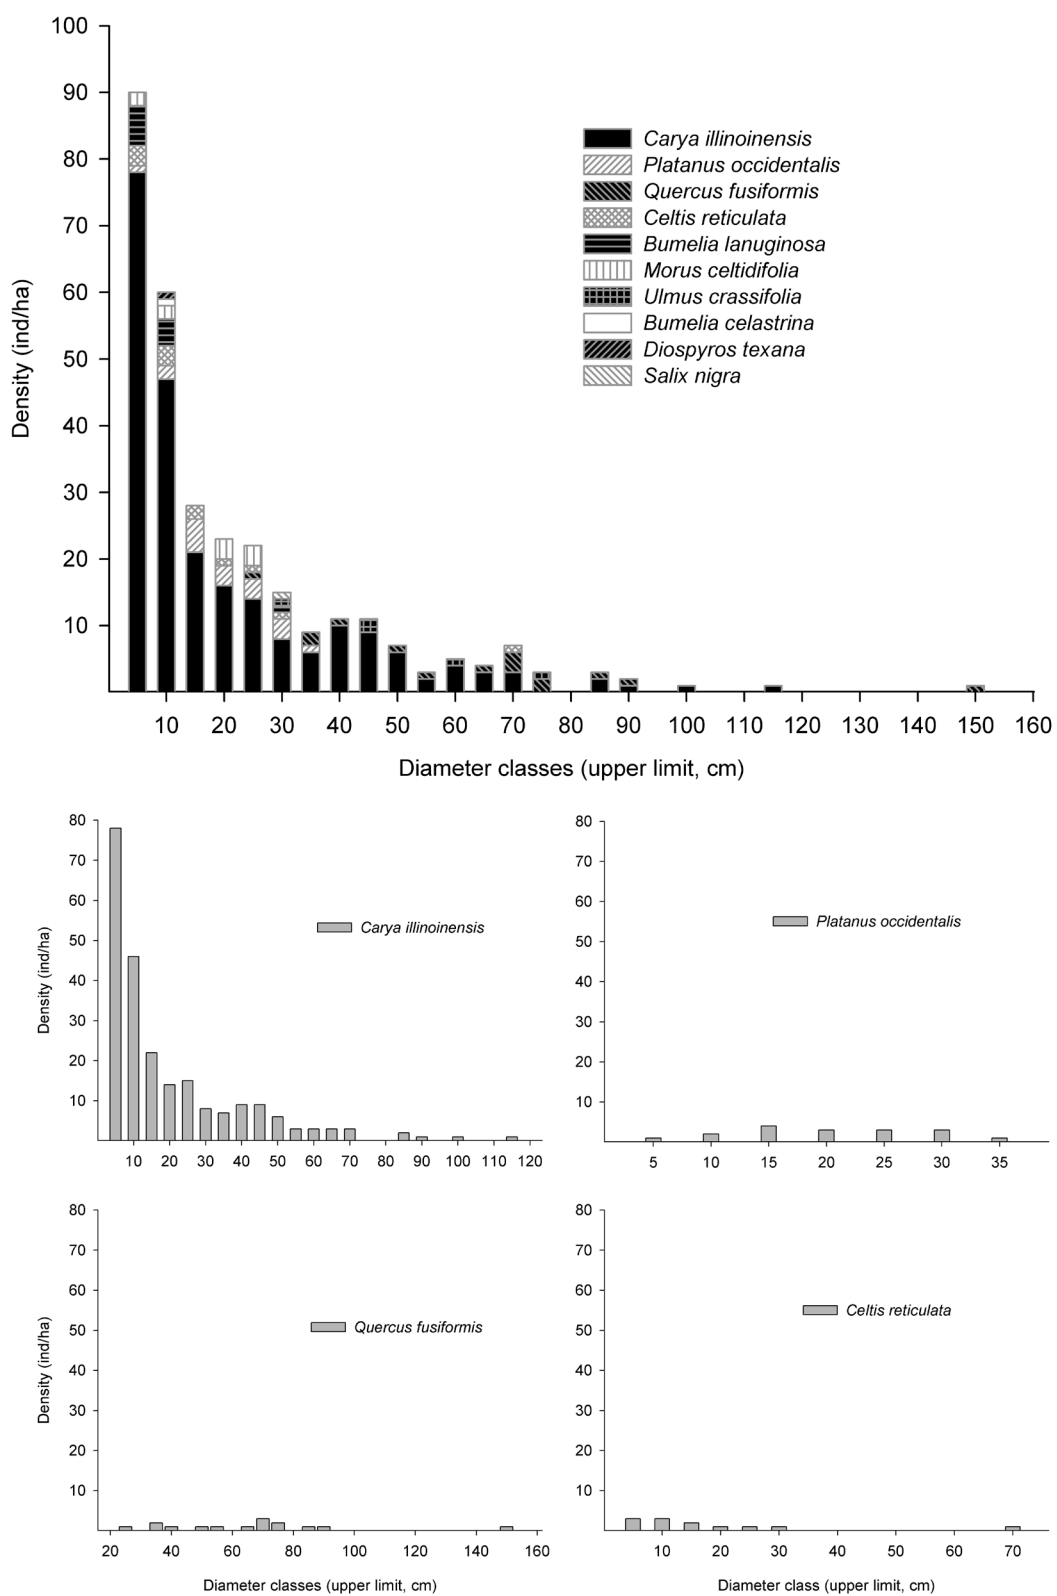 100
90
80
70
60
50
40
30
20
10
Density (ind/ha)
Carya illinoinensis
Platanus occidentalis
Quercus fusiformis
Celtis reticulata
Bumelia lanuginosa
Morus celtidifolia
Ulmus crassifolia
Bumelia celastrina
Diospyros texana
Salix nigra
10 20 30 40 50 60 70 80 90 100 110 120 130 140 150 160
Diameter classes (upper limit, cm)
80
70
60
50
40
30
20
10
Density (ind/ha)
Carya illinoinensis
10 20 30 40 50 60 70 80 90 100 110 120
80
70
60
50
40
30
20
10
Platanus occidentalis
5 10 15 20 25 30 35
80
70
60
50
40
30
20
10
Density (ind/ha)
Quercus fusiformis
20 40 60 80 100 120 140 160
Diameter classes (upper limit, cm)
80
70
60
50
40
30
20
10
Celtis reticulata
10 20 30 40 50 60 70
Diameter class (upper limit, cm)